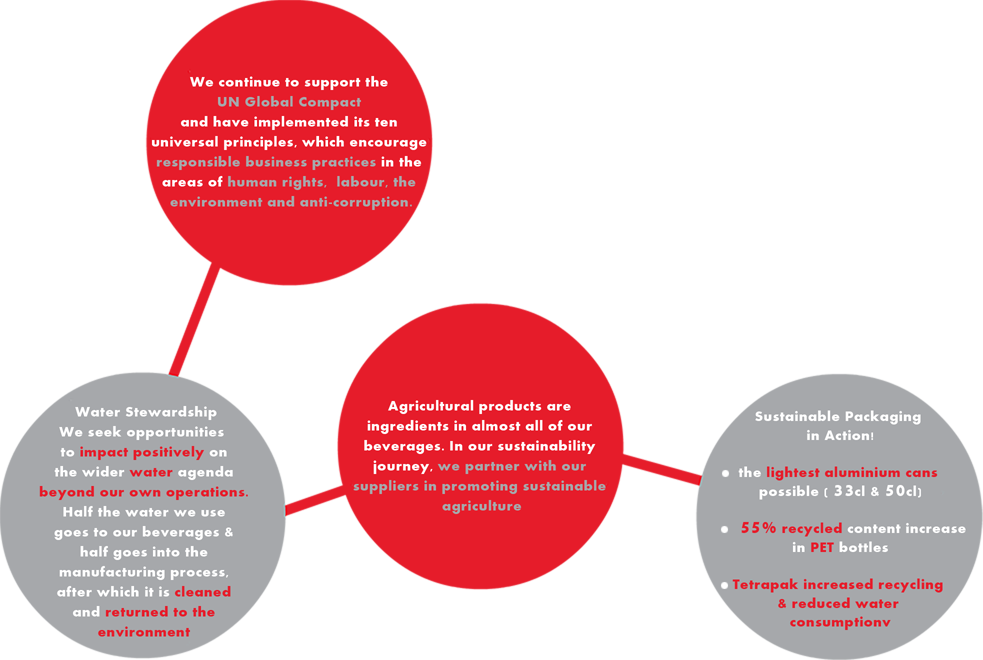 We continue to support the
UN Global Compact
and have implemented its ten
universal principles, which encourage
responsible business practices in the
areas of human rights, labour, the
environment and anti-corruption.
Water Stewardship
We seek opportunities
to impact positively on
the wider water agenda
beyond our own operations.
Half the water we use
goes to our beverages &
half goes into the
manufacturing process,
after which it is cleaned
and returned to the
environment
Agricultural products are
ingredients in almost all of our
beverages. In our sustainability
journey, we partner with our
suppliers in promoting sustainable
agriculture
Sustainable Packaging
in Action!
• the lightest aluminium cans
possible ( 33cl & 50cl)
• 55% recycled content increase
in PET bottles
• Tetrapak increased recycling
& reduced water
consumptionv